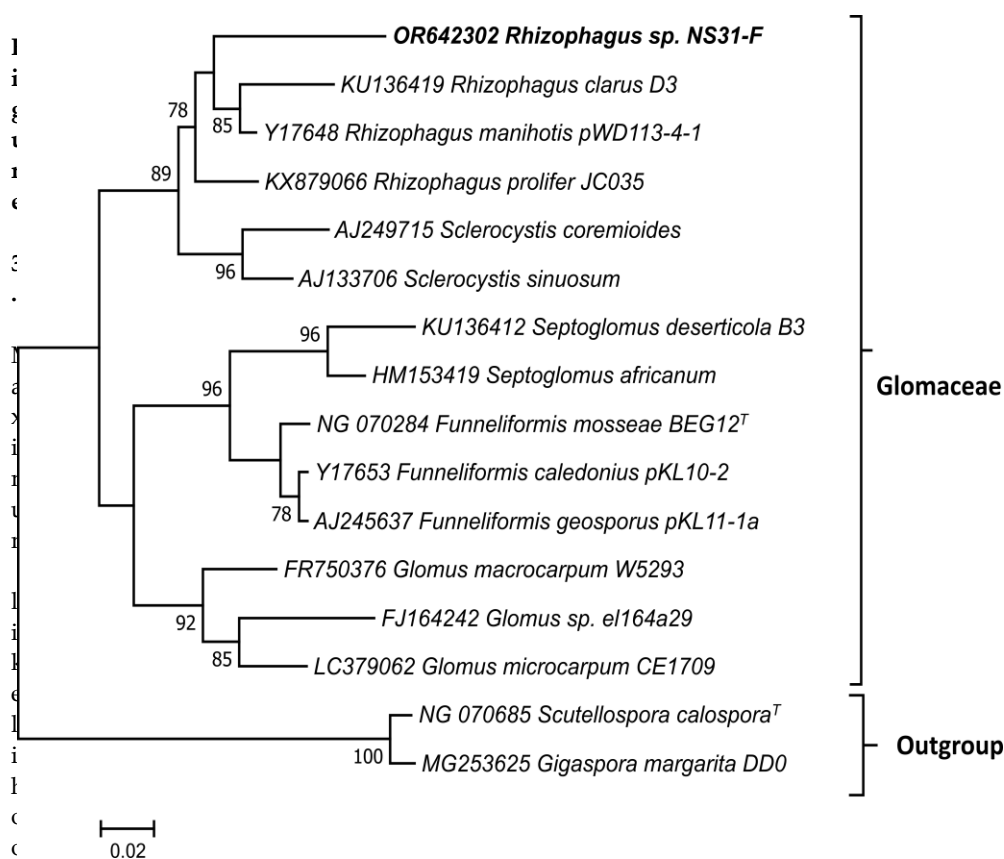 i
g
u
r
e
3
.
a
x
i
u
l
i
k
e
l
i
h
OR642302 Rhizophagus sp. NS31-F
KU136419 Rhizophagus clarus D3
78
85
Y17648 Rhizophagus manihotis pWD113-4-1
89
KX879066 Rhizophagus prolifer JC035
AJ249715 Sclerocystis coremioides
96
AJ133706 Sclerocystis sinuosum
KU136412 Septoglomus deserticola B3
96
HM153419 Septoglomus africanum
96
Glomaceae
NG 070284 Funneliformis mosseae BEG12T
Y17653 Funneliformis caledonius pKL10-2
78
AJ245637 Funneliformis geosporus pKL11-1a
FR750376 Glomus macrocarpum W5293
92
FJ164242 Glomus sp. el164a29
85
LC379062 Glomus microcarpum CE1709
NG 070685 Scutellospora calosporaT
Outgroup
100
MG253625 Gigaspora margarita DD0
0.02